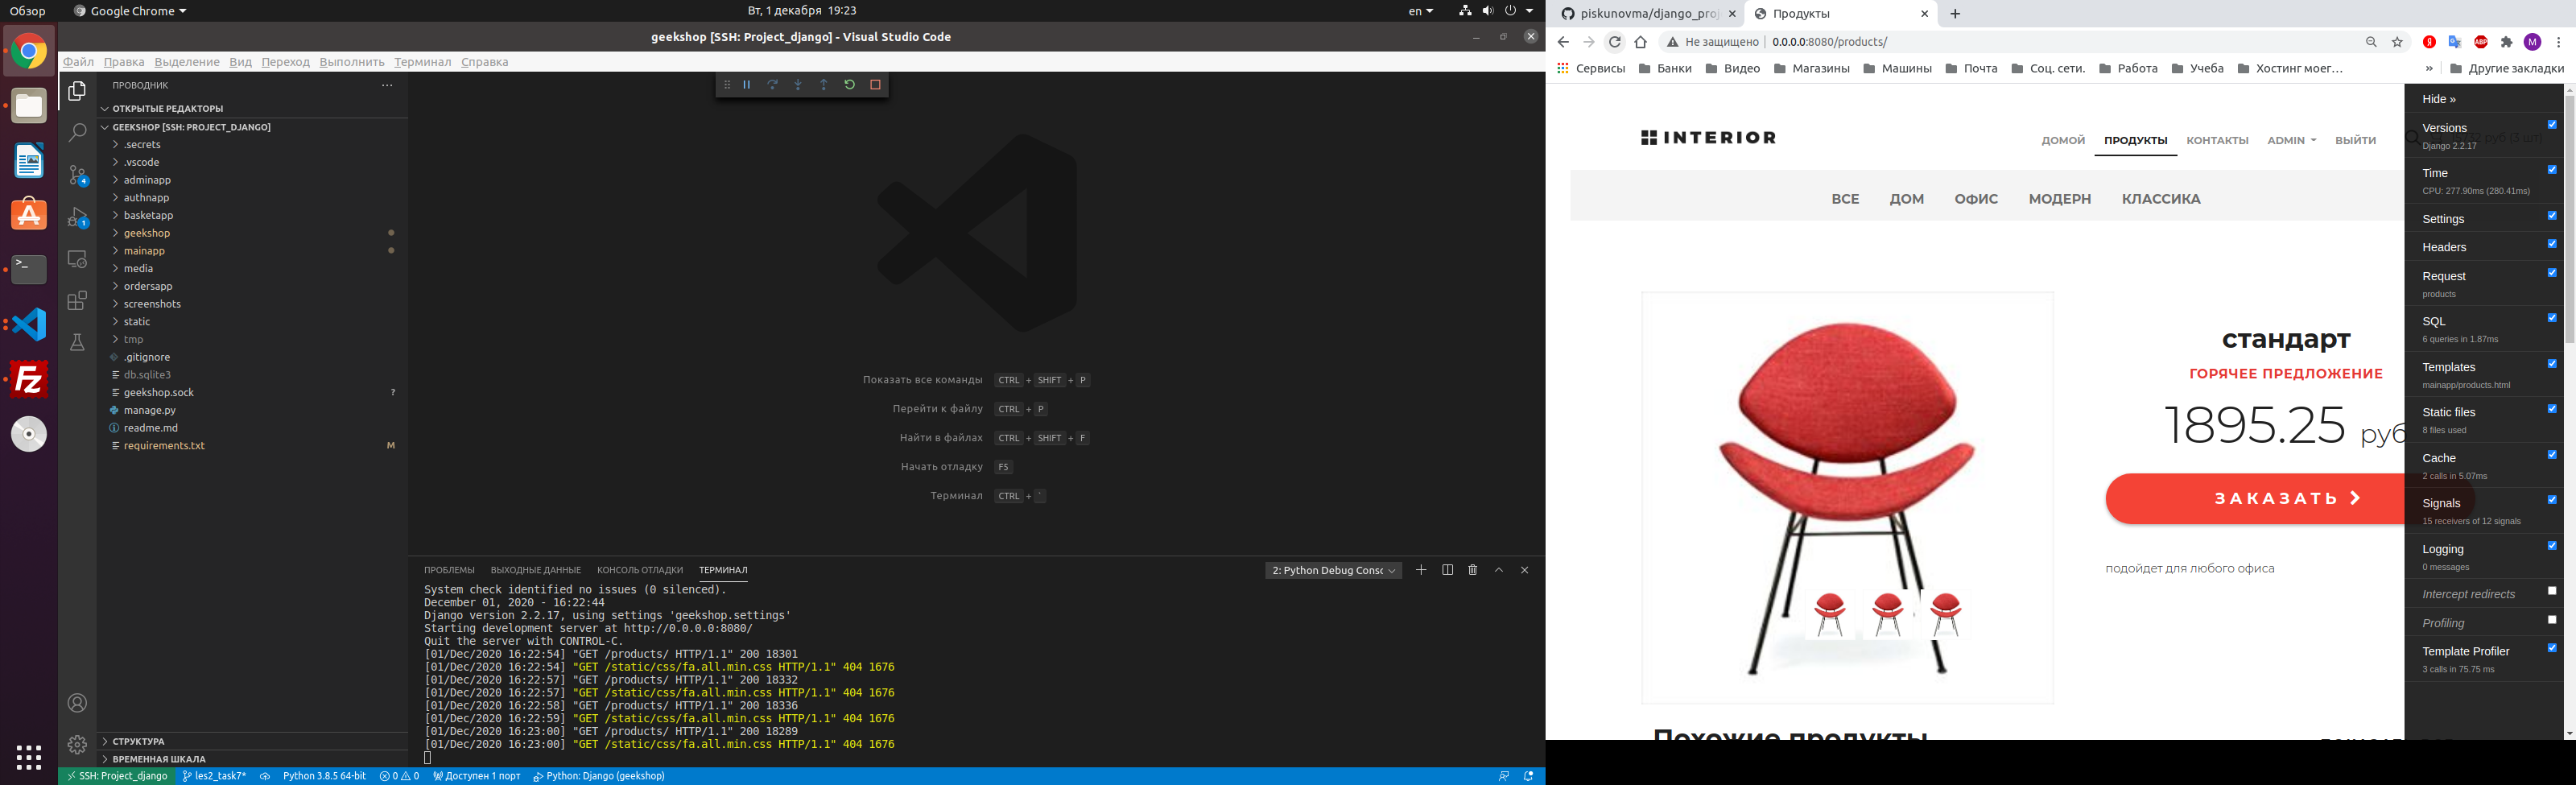 Обзор
Google Chrome
Вт, 1 декабря 19:23
en
geekshop [SSH: Project_django] - Visual Studio Code
Файл Правка Выделение Вид Переход Выполнить Терминал Справка
ПРОВОДНИК
ОТКРЫТЫЕ РЕДАКТОРЫ
GEEKSHOP [SSH: PROJECT_DJANGO]
.secrets
.vscode
adminapp
authnapp
basketapp
geekshop
mainapp
media
ordersapp
screenshots
static
tmp
.gitignore
db.sqlite3
geekshop.sock ?
manage.py
readme.md
requirements.txt M
СТРУКТУРА
ВРЕМЕННАЯ ШКАЛА
4
1
Показать все команды CTRL + SHIFT + P
Перейти к файлу CTRL + P
Найти в файлах CTRL + SHIFT + F
Начать отладку F5
Терминал CTRL + `
ПРОБЛЕМЫ ВЫХОДНЫЕ ДАННЫЕ КОНСОЛЬ ОТЛАДКИ ТЕРМИНАЛ
2: Python Debug Consc
System check identified no issues (0 silenced).
December 01, 2020 - 16:22:44
Django version 2.2.17, using settings 'geekshop.settings'
Starting development server at http://0.0.0.0:8080/
Quit the server with CONTROL-C.
[01/Dec/2020 16:22:54] "GET /products/ HTTP/1.1" 200 18301
[01/Dec/2020 16:22:54] "GET /static/css/fa.all.min.css HTTP/1.1" 404 1676
[01/Dec/2020 16:22:57] "GET /products/ HTTP/1.1" 200 18332
[01/Dec/2020 16:22:57] "GET /static/css/fa.all.min.css HTTP/1.1" 404 1676
[01/Dec/2020 16:22:58] "GET /products/ HTTP/1.1" 200 18336
[01/Dec/2020 16:22:59] "GET /static/css/fa.all.min.css HTTP/1.1" 404 1676
[01/Dec/2020 16:23:00] "GET /products/ HTTP/1.1" 200 18289
[01/Dec/2020 16:23:00] "GET /static/css/fa.all.min.css HTTP/1.1" 404 1676
SSH: Project_django les2_task7* Python 3.8.5 64-bit 0 0 Доступен 1 порт Python: Django (geekshop)
piskunovma/django_proj
Продукты
Не защищено | 0.0.0.0:8080/products/
ABP
M
Сервисы Банки Видео Магазины Машины Почта Соц. сети. Работа Учеба Хостинг моег… » Другие закладки
INTERIOR
ДОМОЙ ПРОДУКТЫ КОНТАКТЫ ADMIN ВЫЙТИ
ВСЕ ДОМ ОФИС МОДЕРН КЛАССИКА
стандарт
ГОРЯЧЕЕ ПРЕДЛОЖЕНИЕ
1895.25 руб
ЗАКАЗАТЬ
подойдет для любого офиса
Похожие продукты
Hide »
Versions
Django 2.2.17
Time
CPU: 277.90ms (280.41ms)
Settings
Headers
Request
products
SQL
6 queries in 1.87ms
Templates
mainapp/products.html
Static files
8 files used
Cache
2 calls in 5.07ms
Signals
15 receivers of 12 signals
Logging
0 messages
Intercept redirects
Profiling
Template Profiler
3 calls in 75.75 ms